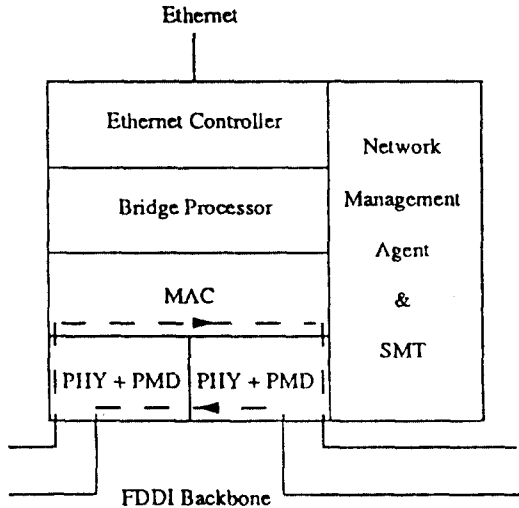 Ethernet
Ethernet Controller
Bridge Processor
MAC
PHY + PMD
PHY + PMD
Network
Management
Agent
&
SMT
FDDI Backbone